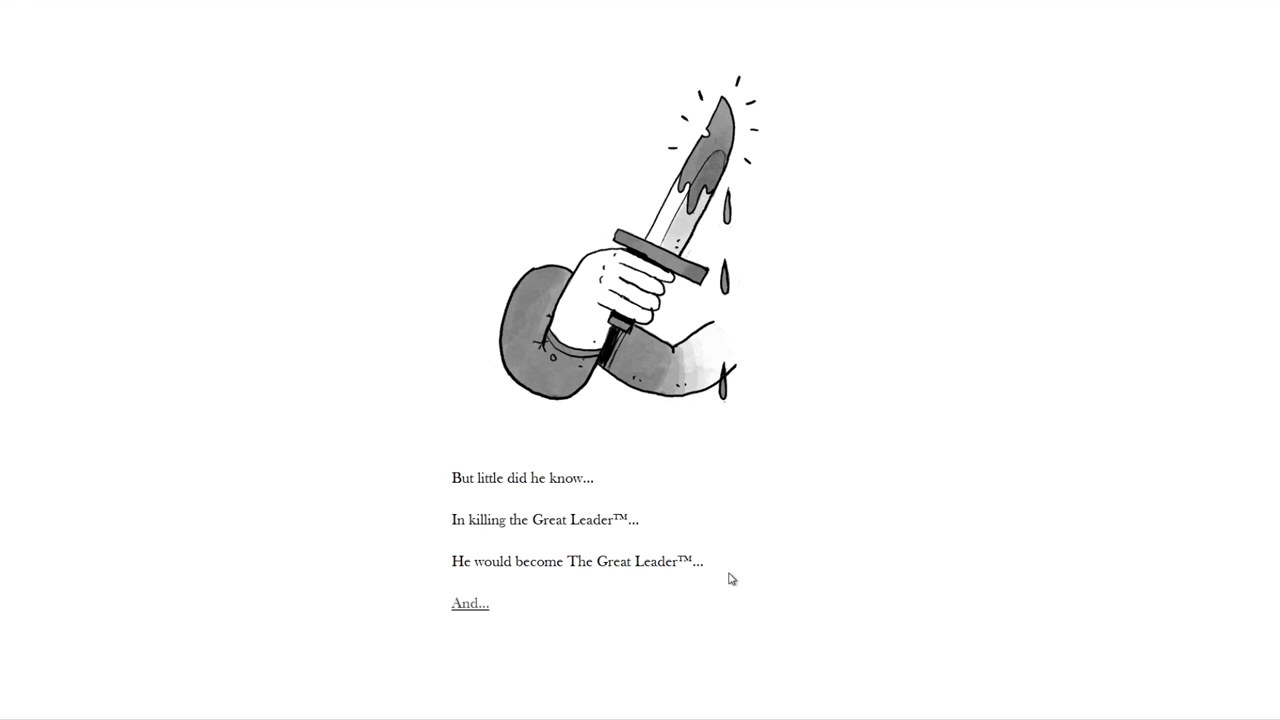 But little did he know...
In killing the Great Leader™...
He would become The Great Leader™...
And...